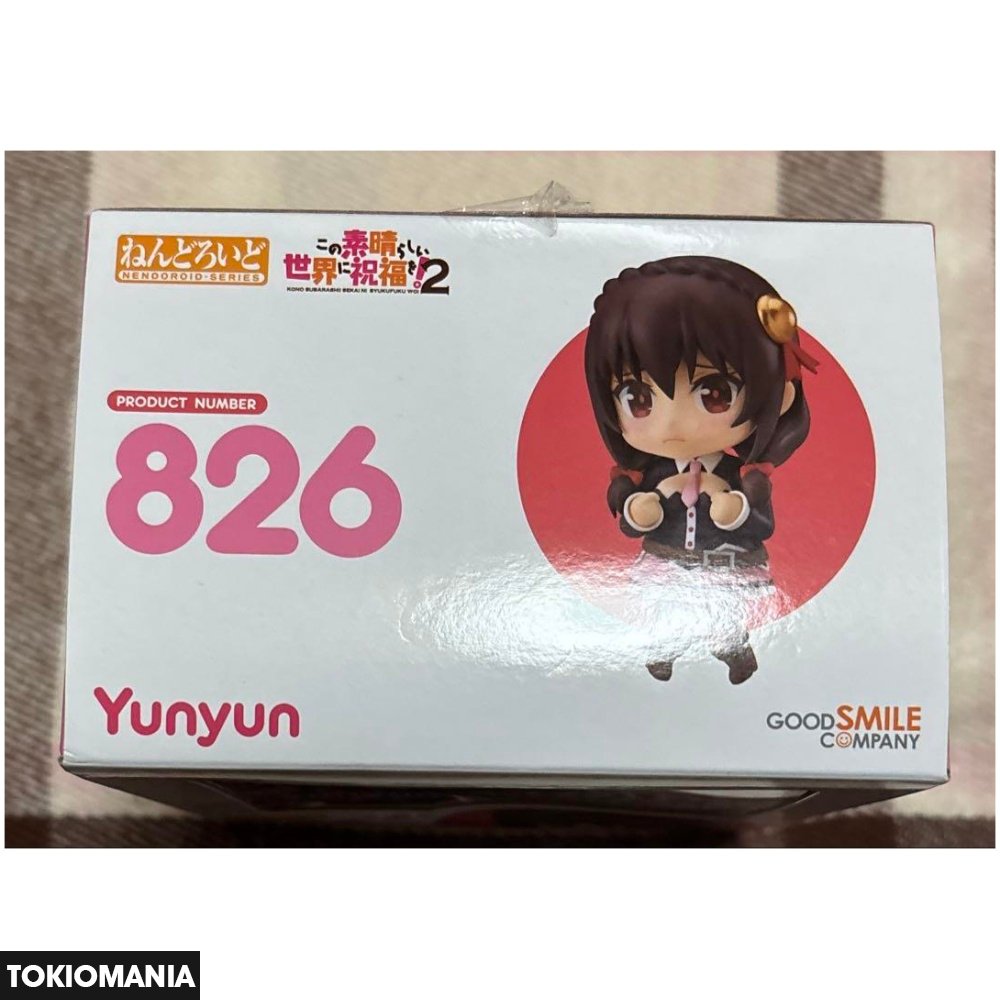 ねんどろいど
NENDOROID-SERIES
この素晴らしい
世界に祝福を!2
KONO SUBARASHII SEKAI NI SYUKUFUKU WO!
PRODUCT NUMBER
826
Yunyun
GOOD SMILE
COMPANY
TOKIOMANIA